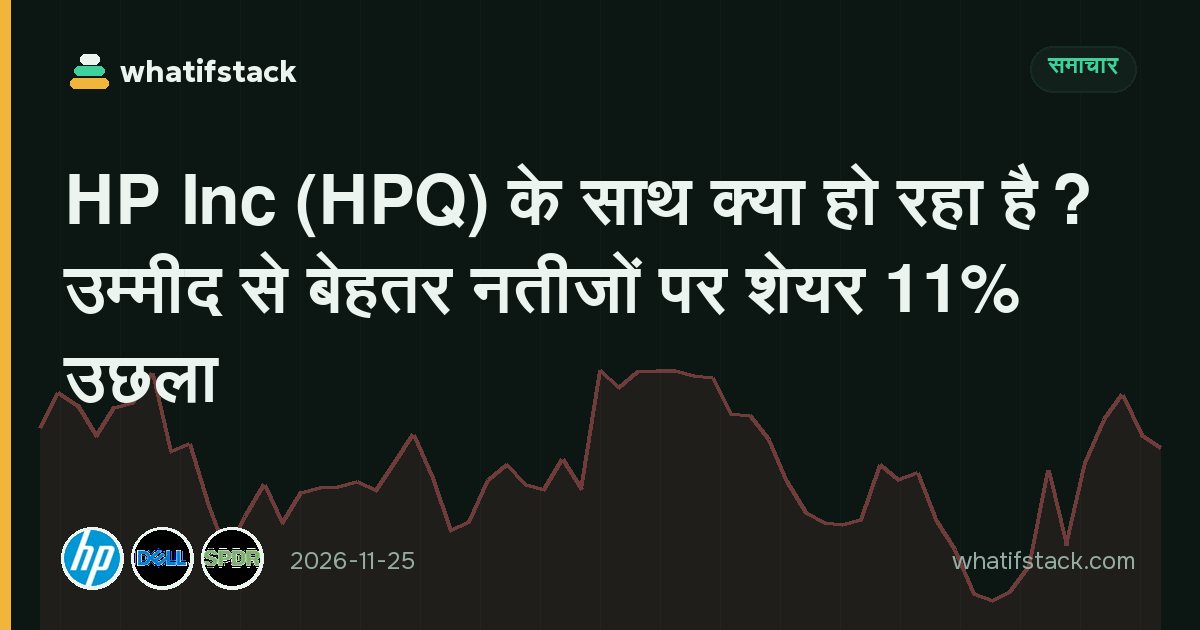 whatifstack
समाचार
HP Inc (HPQ) के साथ क्या हो रहा है?
उम्मीद से बेहतर नतीजों पर शेयर 11%
उछला
hp
DELL
SPDR
2026-11-25
whatifstack.com